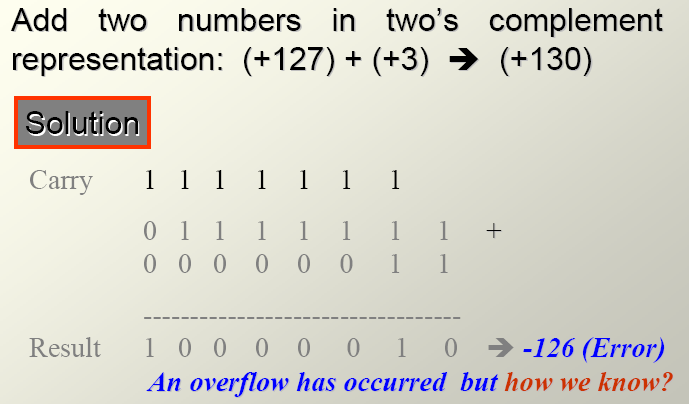 Add two numbers in two’s complement
representation: (+127) + (+3) ➔ (+130)
Solution
Carry 1 1 1 1 1 1 1
0 1 1 1 1 1 1 1 +
0 0 0 0 0 0 1 1
----------------------------------
Result 1 0 0 0 0 0 1 0 ➔ -126 (Error)
An overflow has occurred but how we know?